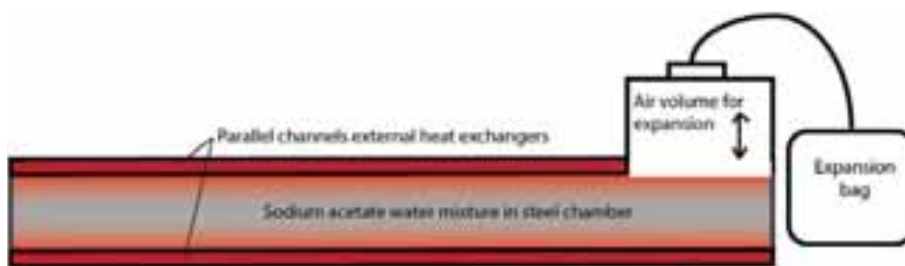 Air volume for
expansion
Parallel channels external heat exchangers
Expansion
bag
Sodium acetate water mixture in steel chamber